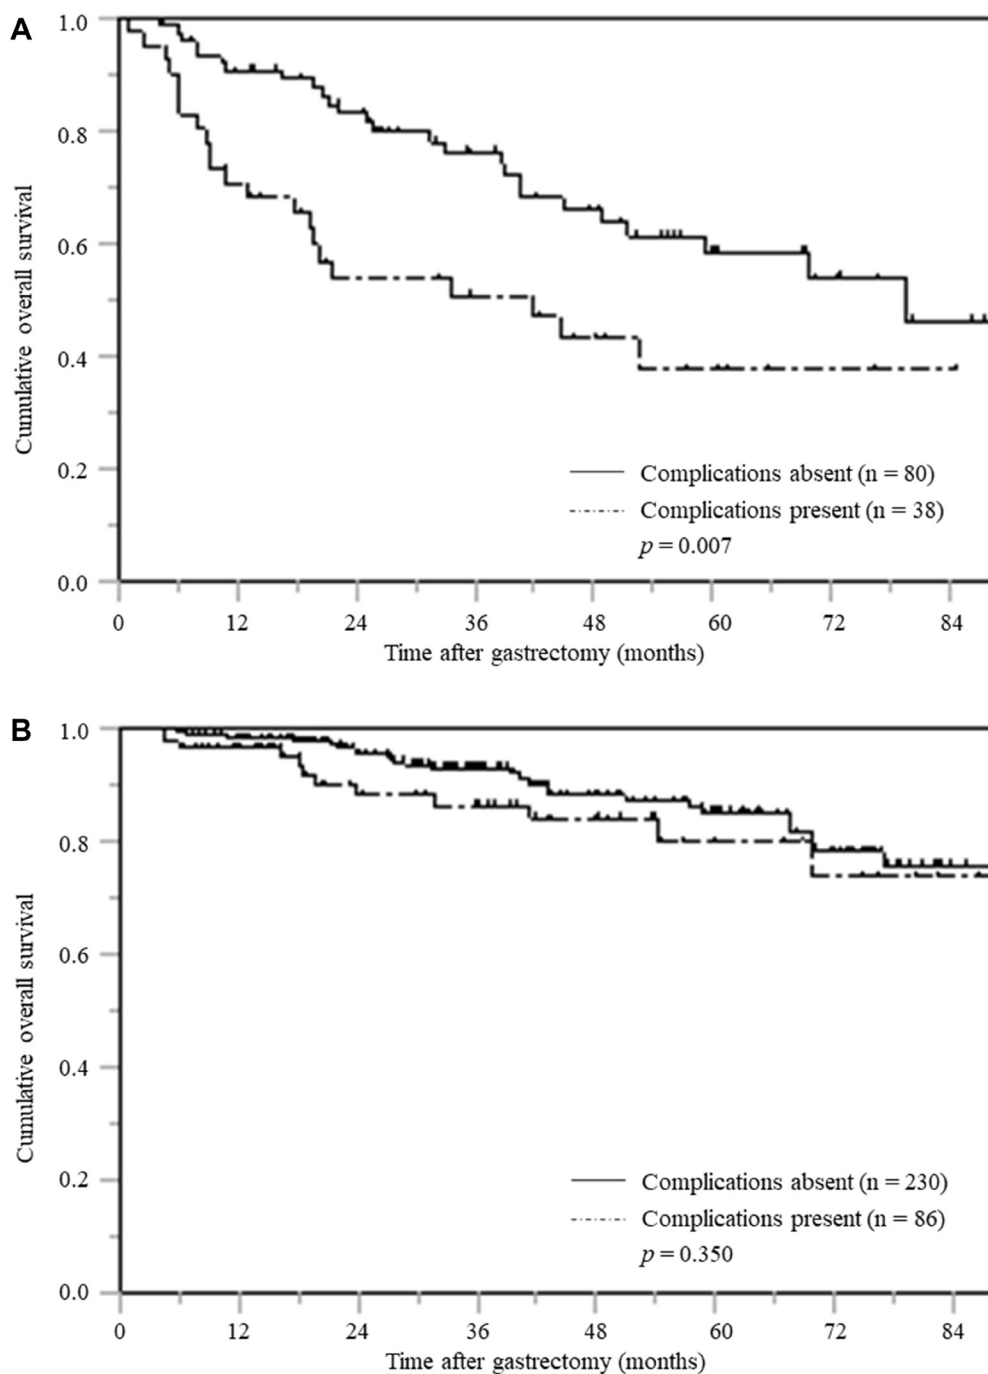 A
1.0
0.8
0.6
0.4
0.2
0.0
Cumulative overall survival
Complications absent (n = 80)
Complications present (n = 38)
p = 0.007
0 12 24 36 48 60 72 84
Time after gastrectomy (months)
B
1.0
0.8
0.6
0.4
0.2
0.0
Cumulative overall survival
Complications absent (n = 230)
Complications present (n = 86)
p = 0.350
0 12 24 36 48 60 72 84
Time after gastrectomy (months)